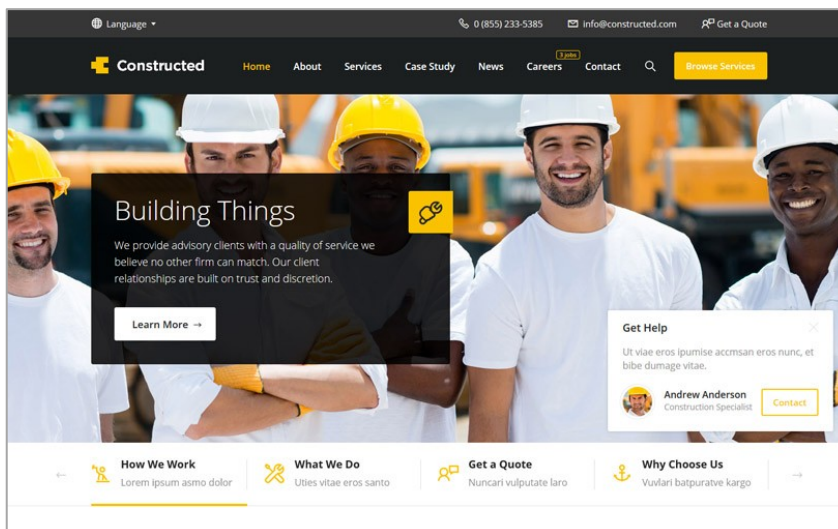 Language
0 (855) 233-5385
info@constructed.com
Get a Quote
3 jobs
Constructed
Home
About
Services
Case Study
News
Careers
Contact
Browse Services
Building Things
We provide advisory clients with a quality of service we
believe no other firm can match. Our client
relationships are built on trust and discretion.
Learn More →
Get Help
Ut viae eros ipumise accmsan eros nunc, et
bibe dumage vitae.
Andrew Anderson
Construction Specialist
Contact
How We Work
Lorem ipsum asmo dolor
What We Do
Uties vitae eros santo
Get a Quote
Nuncari vulputate laro
Why Choose Us
Vuvlari batpuratve kargo